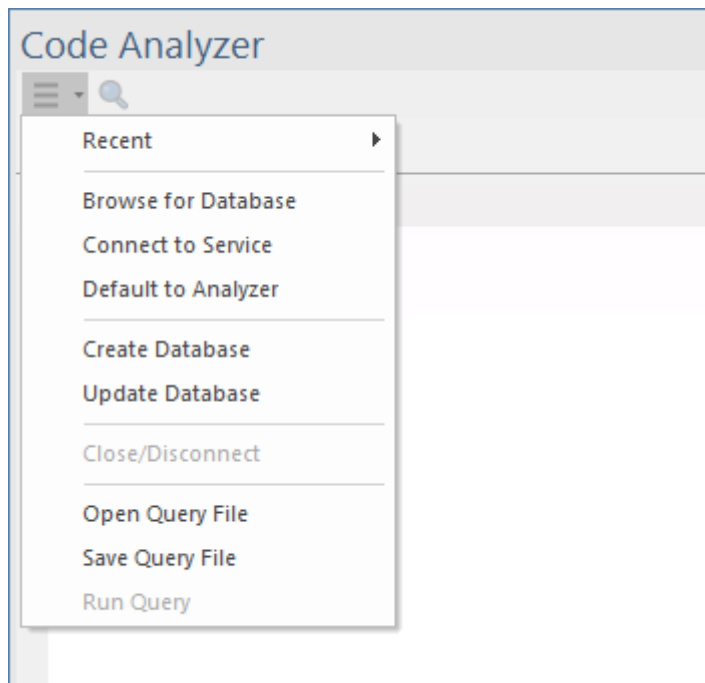 Code Analyzer
Recent
Browse for Database
Connect to Service
Default to Analyzer
Create Database
Update Database
Close/Disconnect
Open Query File
Save Query File
Run Query